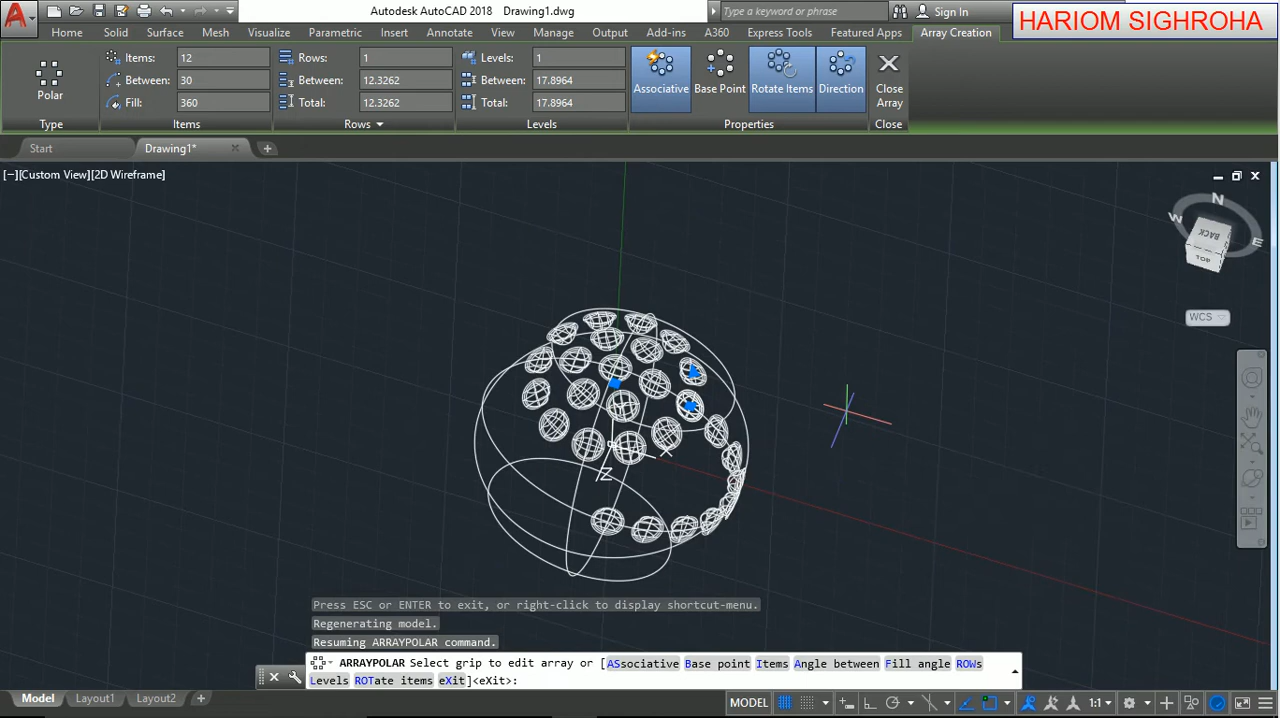 Autodesk AutoCAD 2018 Drawing1.dwg
Type a keyword or phrase
Sign In
HARIOM SIGHROHA
Home Solid Surface Mesh Visualize Parametric Insert Annotate View Manage Output Add-ins A360 Express Tools Featured Apps Array Creation
Polar
Type
Items: 12
Between: 30
Fill: 360
Items
Rows: 1
Between: 12.3262
Total: 12.3262
Rows
Levels: 1
Between: 17.8964
Total: 17.8964
Levels
Associative
Base Point
Rotate Items
Direction
Properties
Close
Array
Close
Start Drawing1*
[−][Custom View][2D Wireframe]
N
W
E
BACK
TOP
WCS
X
Z
Press ESC or ENTER to exit, or right-click to display shortcut-menu.
Regenerating model.
Resuming ARRAYPOLAR command.
ARRAYPOLAR Select grip to edit array or [ASsociative Base point Items Angle between Fill angle ROWs
Levels ROTate items eXit]<eXit>:
Model Layout1 Layout2 +
MODEL
1:1